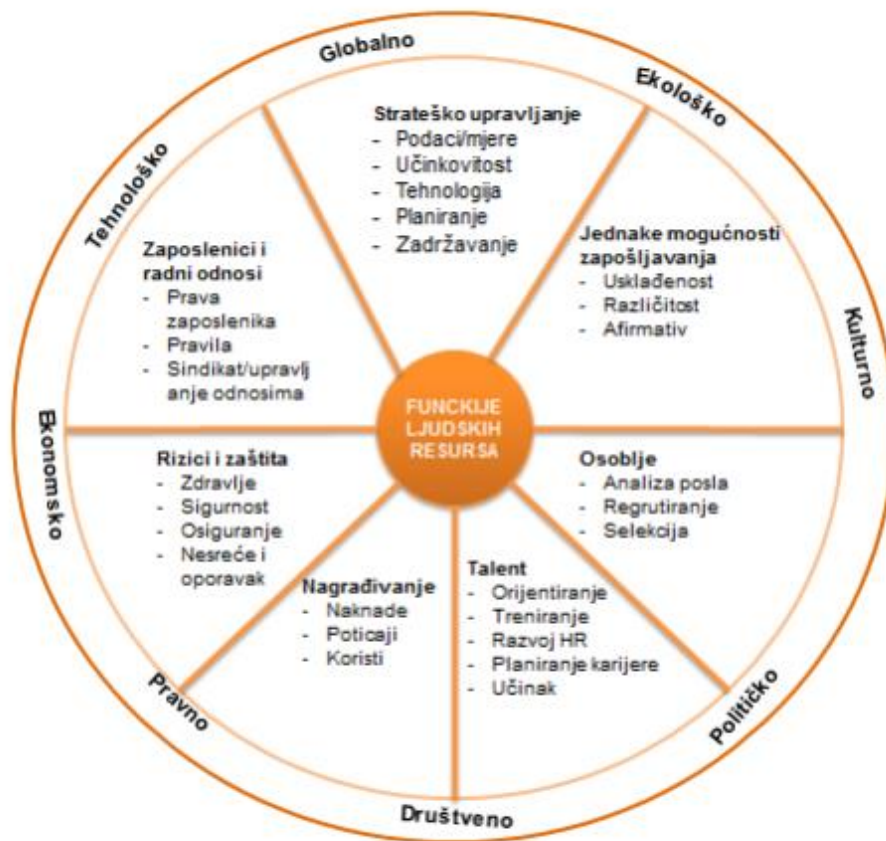 Globalno
Ekološko
Kulturno
Političko
Društveno
Pravno
Ekonomsko
Tehnološko
Strateško upravljanje
- Podaci/mjere
- Učinkovitost
- Tehnologija
- Planiranje
- Zadržavanje
Jednake mogućnosti
zapošljavanja
- Usklađenost
- Različitost
- Afirmativ
Osoblje
- Analiza posla
- Regrutiranje
- Selekcija
Talent
- Orijentiranje
- Treniranje
- Razvoj HR
- Planiranje karijere
- Učinak
Nagrađivanje
- Naknade
- Poticaji
- Koristi
Rizici i zaštita
- Zdravlje
- Sigurnost
- Osiguranje
- Nesreće i
oporavak
Zaposlenici i
radni odnosi
- Prava
zaposlenika
- Pravila
- Sindikat/upravlj
anje odnosima
FUNCKIJE
LJUDSKIH
RESURSA